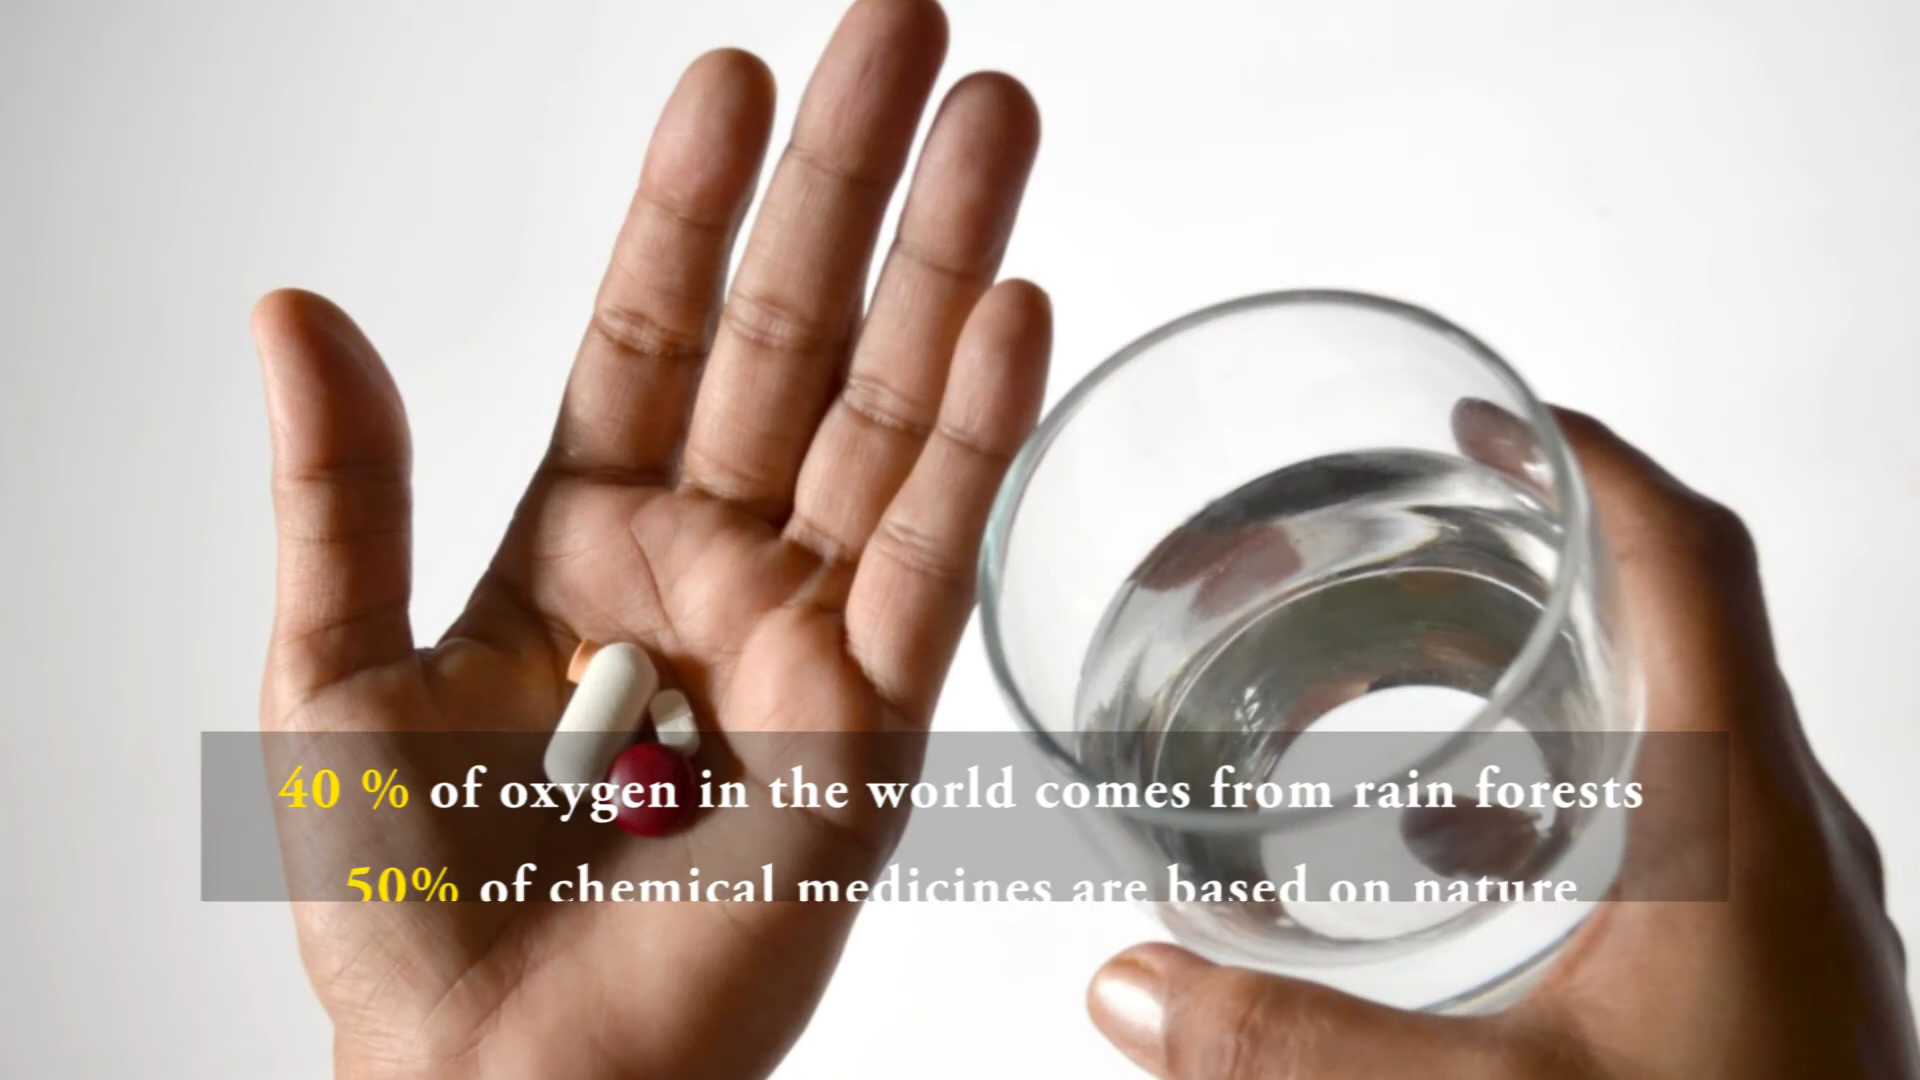 40 % of oxygen in the world comes from rain forests
50% of chemical medicines are based on nature